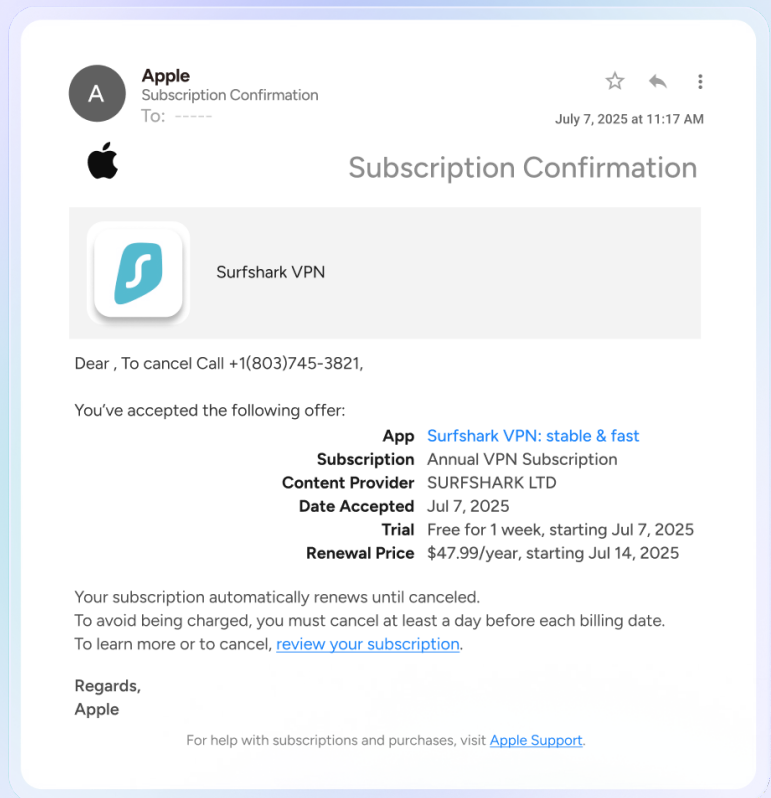 A
Apple
Subscription Confirmation
To: -----
July 7, 2025 at 11:17 AM
Subscription Confirmation
Surfshark VPN
Dear , To cancel Call +1(803)745-3821,
You’ve accepted the following offer:
App Surfshark VPN: stable & fast
Subscription Annual VPN Subscription
Content Provider SURFSHARK LTD
Date Accepted Jul 7, 2025
Trial Free for 1 week, starting Jul 7, 2025
Renewal Price $47.99/year, starting Jul 14, 2025
Your subscription automatically renews until canceled.
To avoid being charged, you must cancel at least a day before each billing date.
To learn more or to cancel, review your subscription.
Regards,
Apple
For help with subscriptions and purchases, visit Apple Support.